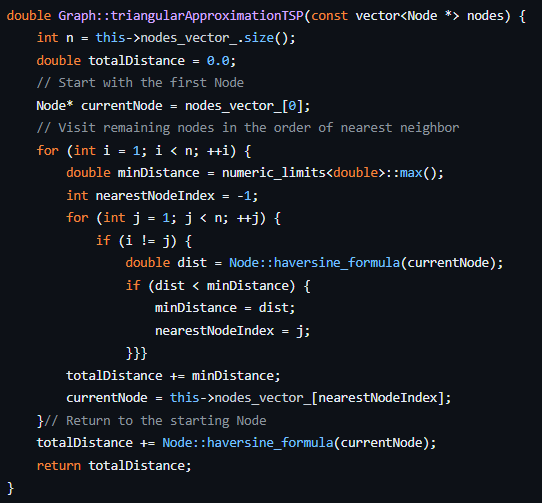 double Graph::triangularApproximationTSP(const vector<Node *> nodes) {
    int n = this->nodes_vector_.size();
    double totalDistance = 0.0;
    // Start with the first Node
    Node* currentNode = nodes_vector_[0];
    // Visit remaining nodes in the order of nearest neighbor
    for (int i = 1; i < n; ++i) {
        double minDistance = numeric_limits<double>::max();
        int nearestNodeIndex = -1;
        for (int j = 1; j < n; ++j) {
            if (i != j) {
                double dist = Node::haversine_formula(currentNode);
                if (dist < minDistance) {
                    minDistance = dist;
                    nearestNodeIndex = j;
                }}}
        totalDistance += minDistance;
        currentNode = this->nodes_vector_[nearestNodeIndex];
    }// Return to the starting Node
    totalDistance += Node::haversine_formula(currentNode);
    return totalDistance;
}